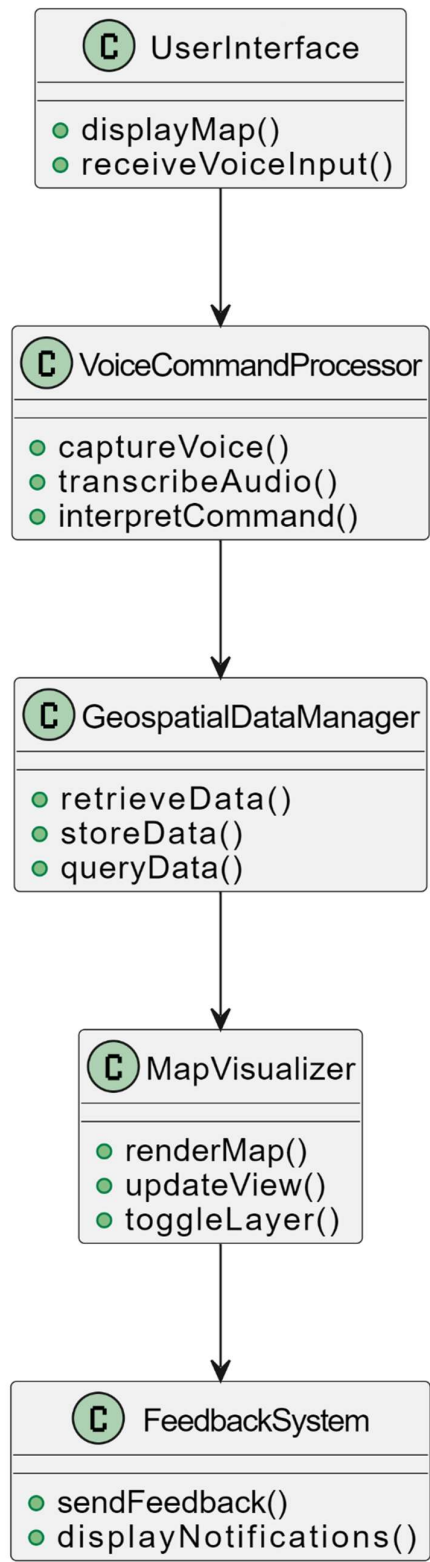 C UserInterface
displayMap()
receiveVoiceInput()
C VoiceCommandProcessor
captureVoice()
transcribeAudio()
interpretCommand()
C GeospatialDataManager
retrieveData()
storeData()
queryData()
C MapVisualizer
renderMap()
updateView()
toggleLayer()
C FeedbackSystem
sendFeedback()
displayNotifications()